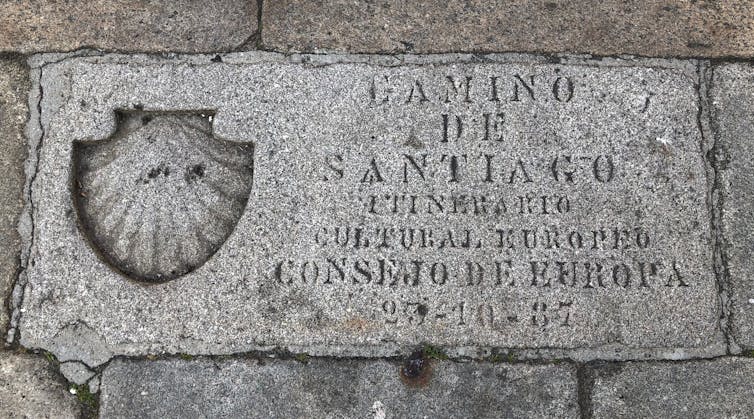 CAMINO
DE
SANTIAGO
ITINERARIO
CULTURAL EUROPEO
CONSEJO DE EUROPA
23-10-87